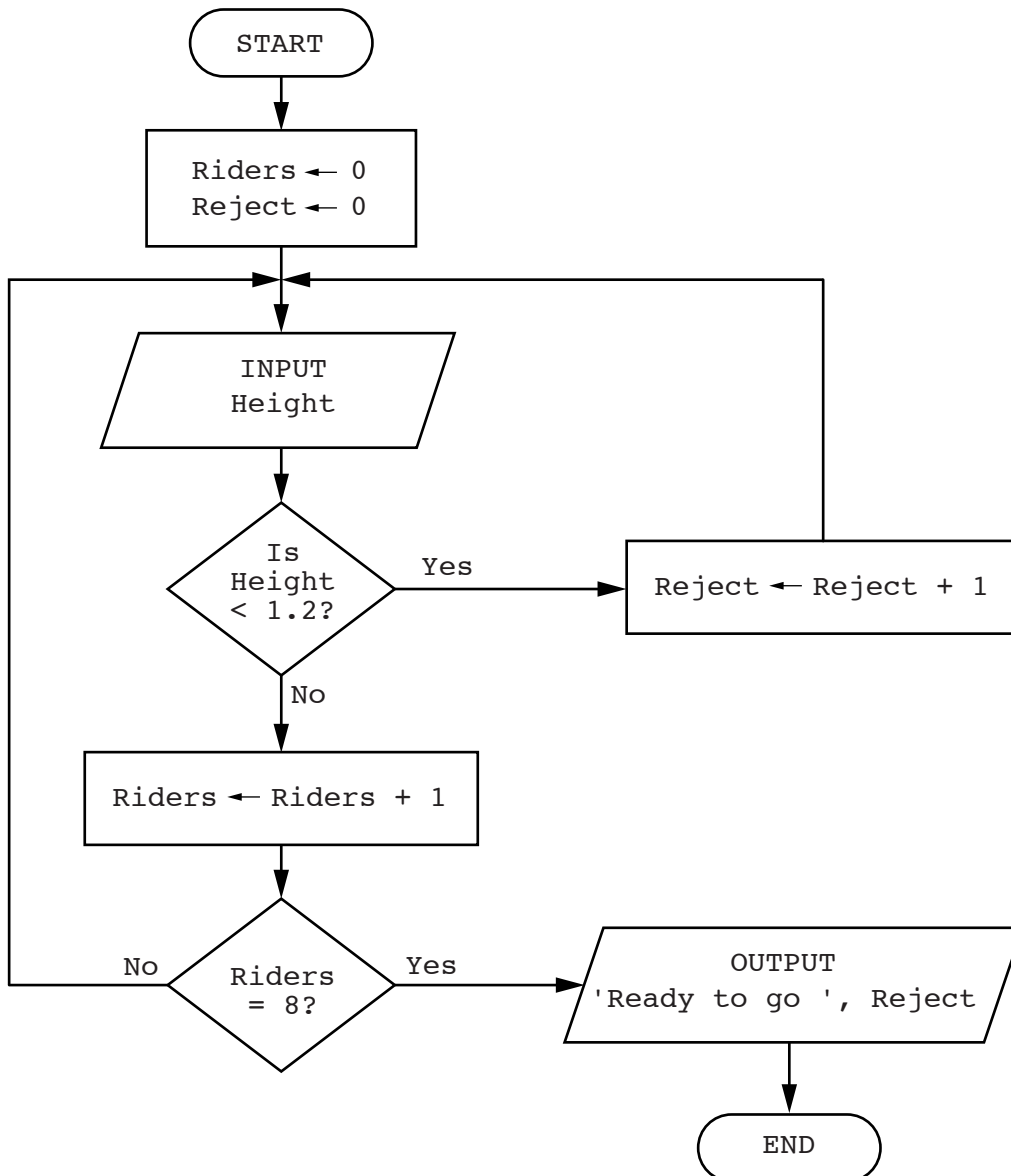 START
Riders ← 0
Reject ← 0
INPUT
Height
Is
Height
< 1.2?
Yes
Reject ← Reject + 1
No
Riders ← Riders + 1
No
Riders
= 8?
Yes
OUTPUT
'Ready to go ', Reject
END